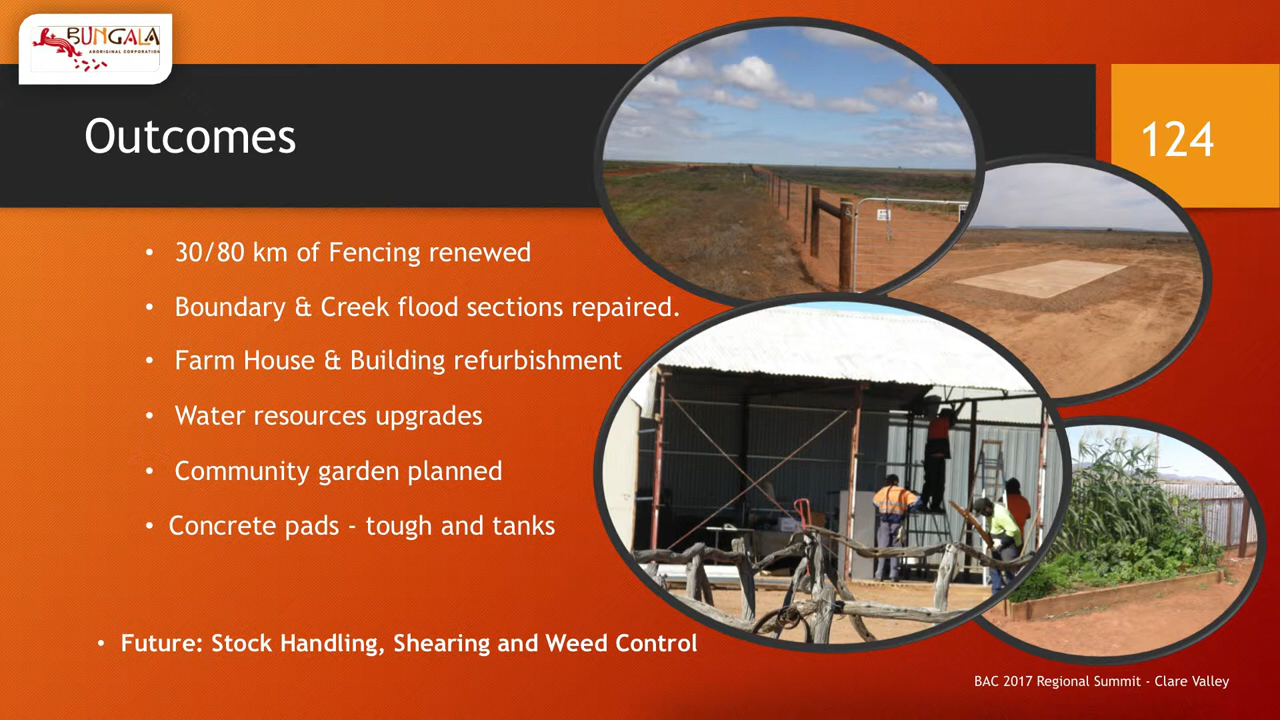 BUNGALA
ABORIGINAL CORPORATION
Outcomes
124
• 30/80 km of Fencing renewed
• Boundary & Creek flood sections repaired.
• Farm House & Building refurbishment
• Water resources upgrades
• Community garden planned
• Concrete pads - tough and tanks
• Future: Stock Handling, Shearing and Weed Control
BAC 2017 Regional Summit - Clare Valley